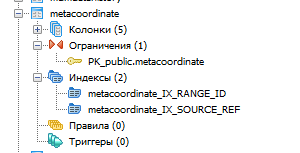 metacoordinate
Колонки (5)
Ограничения (1)
PK_public.metacoordinate
Индексы (2)
metacoordinate_IX_RANGE_ID
metacoordinate_IX_SOURCE_REF
Правила (0)
Триггеры (0)